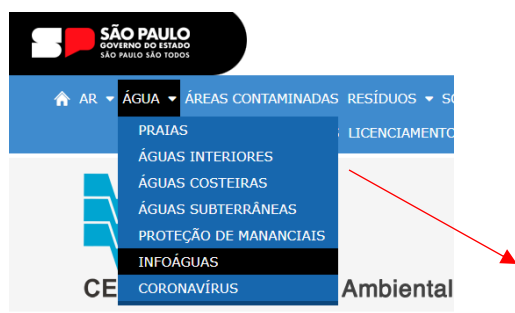 SÃO PAULO
GOVERNO DO ESTADO
SÃO PAULO SÃO TODOS
AR ÁGUA ÁREAS CONTAMINADAS RESÍDUOS
LICENCIAMENTO
PRAIAS
ÁGUAS INTERIORES
ÁGUAS COSTEIRAS
ÁGUAS SUBTERRÂNEAS
PROTEÇÃO DE MANANCIAIS
INFOÁGUAS
CORONAVÍRUS
CE
Ambiental